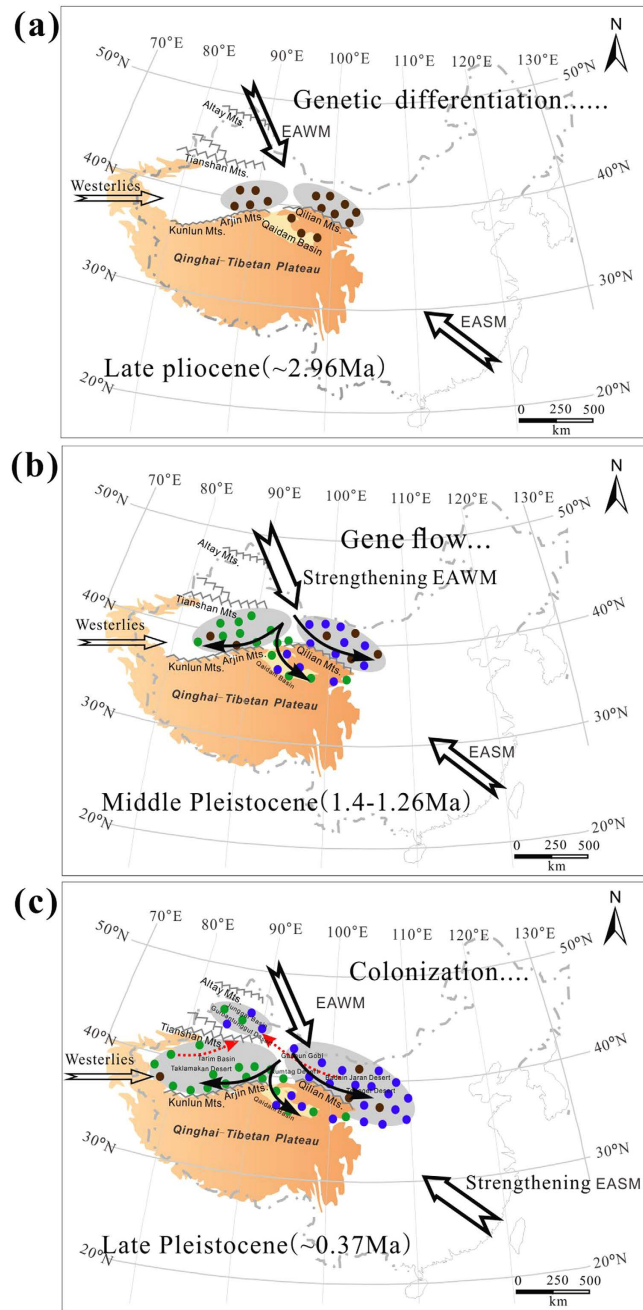 (a)
N
70°E 80°E 90°E 100°E 110°E 120°E 130°E
50°N
50°N
Genetic differentiation......
Altay Mts.
EAWM
40°N
Tianshan Mts.
40°N
Westerlies
Arjin Mts.
Qilian Mts.
Kunlun Mts.
Qaidam Basin
Qinghai-Tibetan Plateau
30°N
30°N
EASM
Late pliocene(~2.96Ma)
20°N
20°N
0 250 500
km
(b)
N
70°E 80°E 90°E 100°E 110°E 120°E 130°E
50°N
50°N
Gene flow...
Altay Mts.
Strengthening EAWM
40°N
Tianshan Mts.
40°N
Westerlies
Arjin Mts.
Qilian Mts.
Kunlun Mts.
Qaidam Basin
Qinghai-Tibetan Plateau
30°N
30°N
EASM
Middle Pleistocene(1.4-1.26Ma)
20°N
20°N
0 250 500
km
(c)
N
70°E 80°E 90°E 100°E 110°E 120°E 130°E
50°N
50°N
Colonization....
Altay Mts.
EAWM
40°N
Tianshan Mts.
40°N
Tarim Basin
Westerlies
Taklamakan Desert
Kunlun Mts.
Arjin Mts.
Qilian Mts.
Qaidam Basin
Qinghai-Tibetan Plateau
30°N
30°N
Strengthening EASM
Late Pleistocene(~0.37Ma)
20°N
20°N
0 250 500
km